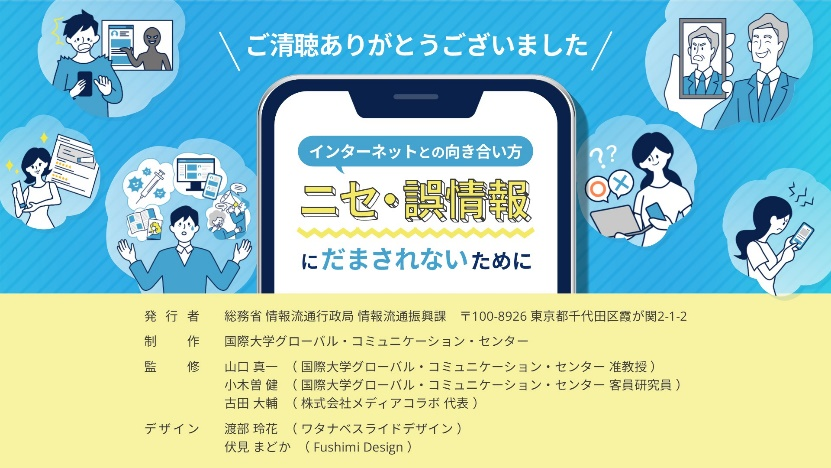 ご清聴ありがとうございました
インターネットとの向き合い方
ニセ・誤情報
にだまされないために
発行者 総務省 情報流通行政局 情報流通振興課 〒100-8926 東京都千代田区霞が関2-1-2
制作 国際大学グローバル・コミュニケーション・センター
監修 山口 真一 （ 国際大学グローバル・コミュニケーション・センター 准教授 ）
小木曽 健 （ 国際大学グローバル・コミュニケーション・センター 客員研究員 ）
古田 大輔 （ 株式会社メディアコラボ 代表 ）
デザイン 渡部 玲花 （ ワタナベスライドデザイン ）
伏見 まどか （ Fushimi Design ）